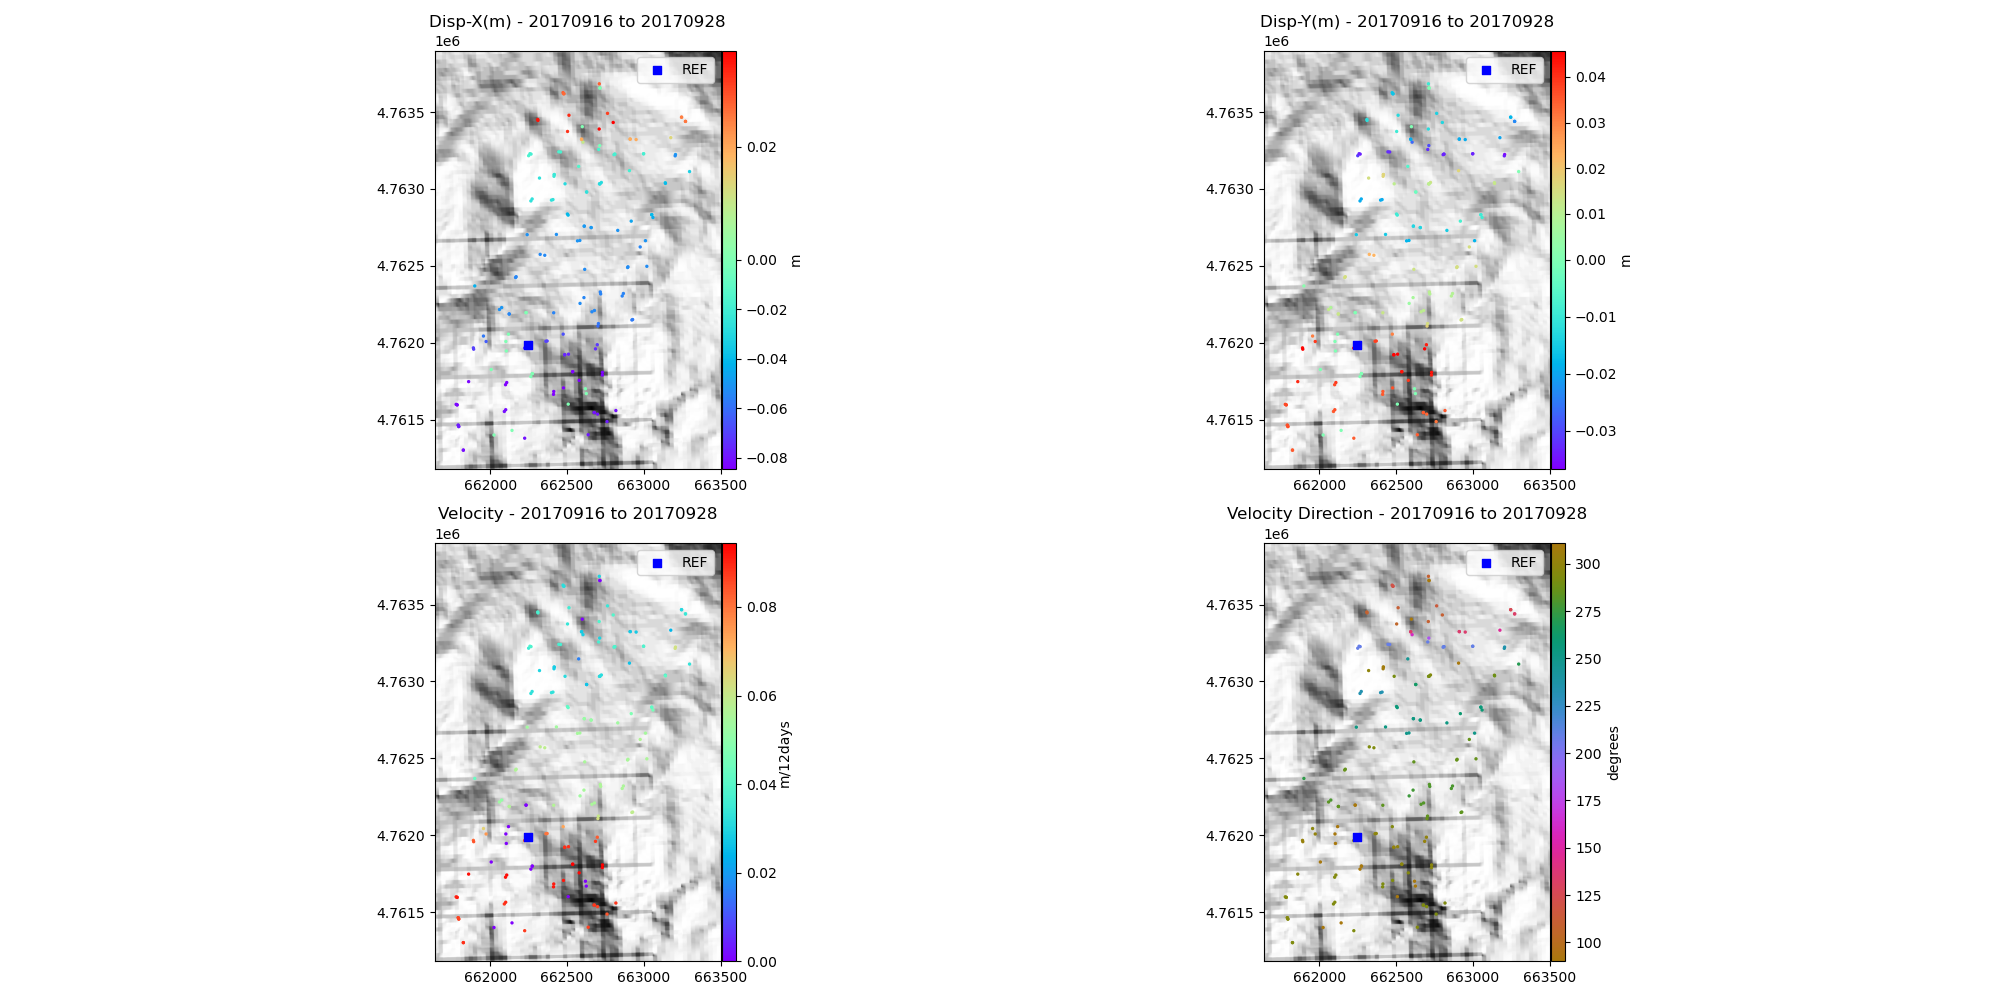 Disp-X(m) - 20170916 to 20170928
1e6
REF
4.7635
4.7630
4.7625
4.7620
4.7615
662000 662500 663000 663500
0.02
0.00
−0.02
−0.04
−0.06
−0.08
m
Disp-Y(m) - 20170916 to 20170928
1e6
REF
4.7635
4.7630
4.7625
4.7620
4.7615
662000 662500 663000 663500
0.04
0.03
0.02
0.01
0.00
−0.01
−0.02
−0.03
m
Velocity - 20170916 to 20170928
1e6
REF
4.7635
4.7630
4.7625
4.7620
4.7615
662000 662500 663000 663500
0.08
0.06
0.04
0.02
0.00
m/12days
Velocity Direction - 20170916 to 20170928
1e6
REF
4.7635
4.7630
4.7625
4.7620
4.7615
662000 662500 663000 663500
300
275
250
225
200
175
150
125
100
degrees